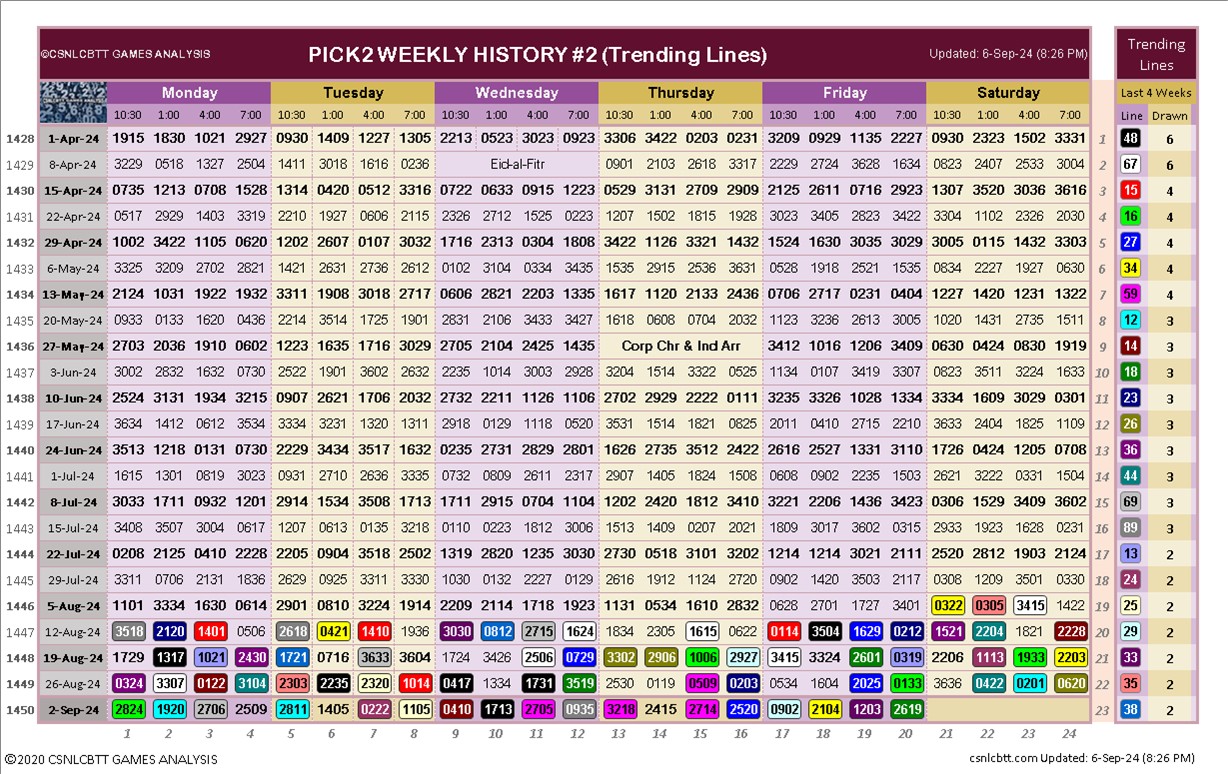 ©CSNLCBTT GAMES ANALYSIS PICK2 WEEKLY HISTORY #2 (Trending Lines) Updated: 6-Sep-24 (8:26 PM) Trending Lines
Monday Tuesday Wednesday Thursday Friday Saturday Last 4 Weeks
10:30 1:00 4:00 7:00 10:30 1:00 4:00 7:00 10:30 1:00 4:00 7:00 10:30 1:00 4:00 7:00 10:30 1:00 4:00 7:00 10:30 1:00 4:00 7:00 Line Drawn
1428 1-Apr-24 1915 1830 1021 2927 0930 1409 1227 1305 2213 0523 3023 0923 3306 3422 0203 0231 3209 0929 1135 2227 0930 2323 1502 3331 1 48 6
1429 8-Apr-24 3229 0518 1327 2504 1411 3018 1616 0236 Eid-al-Fitr 0901 2103 2618 3317 2229 2724 3628 1634 0823 2407 2533 3004 2 67 6
1430 15-Apr-24 0735 1213 0708 1528 1314 0420 0512 3316 0722 0633 0915 1223 0529 3131 2709 2909 2125 2611 0716 2923 1307 3520 3036 3616 3 15 4
1431 22-Apr-24 0517 2929 1403 3319 2210 1927 0606 2115 2326 2712 1525 0223 1207 1502 1815 1928 3023 3405 2823 3422 3304 1102 2326 2030 4 16 4
1432 29-Apr-24 1002 3422 1105 0620 1202 2607 0107 3032 1716 2313 0304 1808 3422 1126 3321 1432 1524 1630 3035 3029 3005 0115 1432 3303 5 27 4
1433 6-May-24 3325 3209 2702 2821 1421 2631 2736 2613 0102 3104 0334 3435 1535 2915 2536 3631 0528 1918 2521 1535 0834 2227 1927 0630 6 34 4
1434 13-May-24 2124 1031 1922 1932 3311 1908 3018 2711 0606 2821 2203 1335 1617 1120 2133 2436 0706 2717 0231 0404 1227 1420 1231 1322 7 59 4
1435 20-May-24 0933 0133 1620 0436 2214 3514 1725 1901 2831 2106 3433 3427 1618 0608 0704 2032 1123 3236 2613 3005 1020 1431 2735 1511 8 12 3
1436 27-May-24 2703 2036 1910 0602 1223 1635 1716 3029 2705 2104 2425 1435 Corp Chr & Ind Arr 3412 1016 1206 3409 0630 0424 0830 1919 9 14 3
1437 3-Jun-24 3002 2832 1632 0730 2522 1901 3602 2632 2235 1014 3003 2928 3204 1514 3322 0525 1134 0107 3419 3307 0823 3511 3224 1633 10 18 3
1438 10-Jun-24 2524 3131 1934 3215 0907 2621 1706 2032 2732 2211 1126 1106 2702 2929 2222 0111 3235 3326 1028 1334 3334 1609 3029 0301 11 23 3
1439 17-Jun-24 3634 1412 0612 3534 3334 3231 1320 1311 2918 0129 1118 0520 3531 1514 1821 0825 2011 0410 2715 2210 3633 2404 1825 1109 12 26 3
1440 24-Jun-24 3513 1218 0131 0730 2229 3434 3517 1632 0235 2731 2829 2801 1626 2735 3512 2422 2616 2527 1331 3110 1726 0424 1205 0708 13 36 3
1441 1-Jul-24 1615 1301 0819 3023 0931 2710 2636 3335 0732 0809 2611 2317 2907 1405 1824 1508 0608 0902 2235 1503 2621 3222 0331 1504 14 44 3
1442 8-Jul-24 3033 1711 0932 1201 2914 1534 3508 1713 1711 2915 0704 1104 1202 2420 1812 3410 3221 2206 1436 3423 0306 1529 3409 3602 15 69 3
1443 15-Jul-24 3408 3507 3004 0617 1207 0613 0135 3218 0110 0223 1812 3006 1513 1409 0207 2021 1809 3017 3602 0315 2933 1923 1628 0231 16 89 3
1444 22-Jul-24 0208 2125 0410 2228 2205 0904 3518 2502 1319 2820 1235 3030 2730 0518 3101 3202 1214 1214 3021 2111 2520 2812 1903 2124 17 13 2
1445 29-Jul-24 3311 0706 2131 1836 2629 0925 3311 3330 1030 0132 2227 0129 2616 1912 1124 2720 0902 1420 3503 2117 0308 1209 3501 0330 18 24 2
1446 5-Aug-24 1101 3334 1630 0614 2901 0810 3224 1914 2209 2114 1718 1923 1131 0534 1610 2832 0628 2701 1727 3401 0322 0305 3415 1422 19 25 2
1447 12-Aug-24 3518 2120 1401 0506 2618 0421 1410 1936 3030 0812 2715 1624 1834 2305 1615 0622 0114 3504 1629 0212 1521 2204 1821 2228 20 29 2
1448 19-Aug-24 1729 1317 1021 2430 1721 0716 3633 3604 1724 3426 2506 0729 3302 2906 1006 2927 3415 3324 2601 0319 2206 1113 1933 2203 21 33 2
1449 26-Aug-24 0324 3307 0122 3104 2303 2235 2320 1014 0417 1334 1731 3519 2530 0119 0509 0203 0534 1604 2025 0133 3636 0422 0201 0620 22 35 2
1450 2-Sep-24 2824 1920 2706 2509 2811 1405 0222 1105 0410 1713 2705 0935 3218 2415 2714 2520 0902 2104 1203 2619 23 38 2
1 2 3 4 5 6 7 8 9 10 11 12 13 14 15 16 17 18 19 20 21 22 23 24
©2020 CSNLCBTT GAMES ANALYSIS csnlcbtt.com Updated: 6-Sep-24 (8:26 PM)